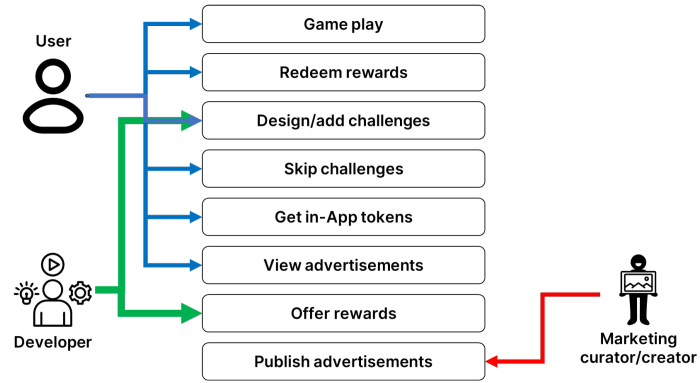 User
Game play
Redeem rewards
Design/add challenges
Skip challenges
Get in-App tokens
View advertisements
Offer rewards
Publish advertisements
Developer
Marketing
curator/creator